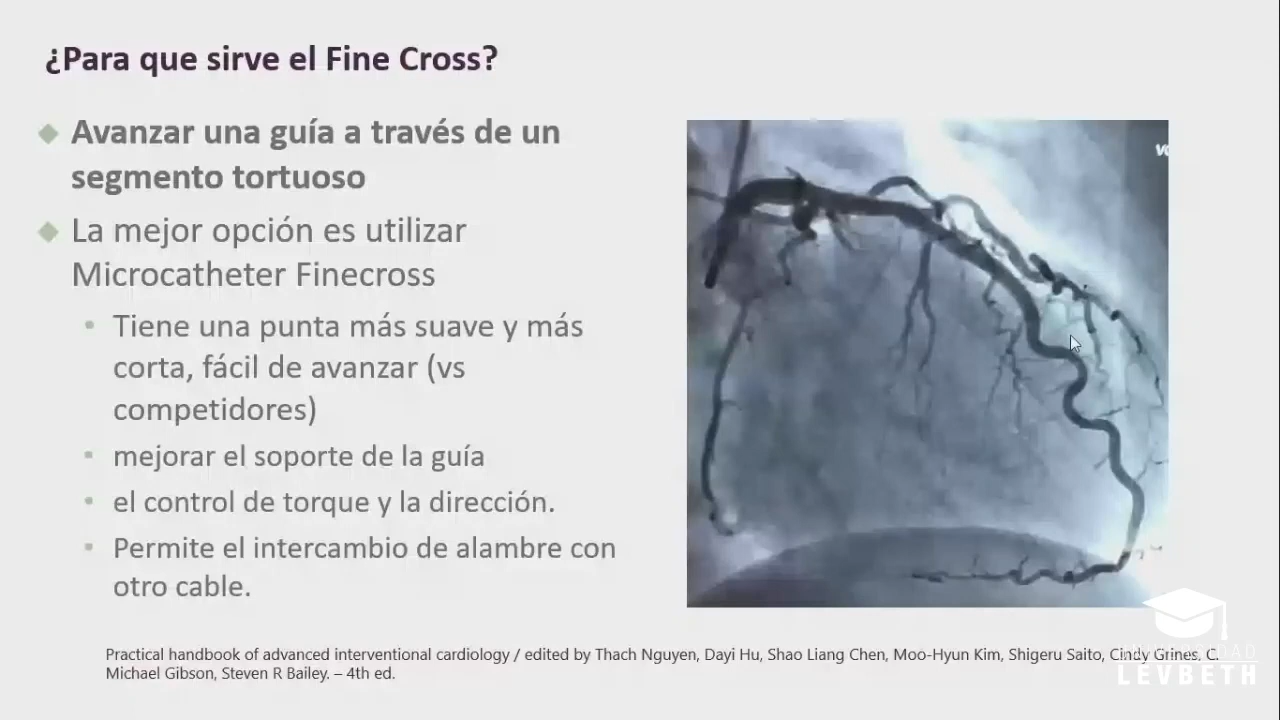 ¿Para que sirve el Fine Cross?
Avanzar una guía a través de un
segmento tortuoso
La mejor opción es utilizar
Microcatheter Finecross
Tiene una punta más suave y más
corta, fácil de avanzar (vs
competidores)
mejorar el soporte de la guía
el control de torque y la dirección.
Permite el intercambio de alambre con
otro cable.
Practical handbook of advanced interventional cardiology / edited by Thach Nguyen, Dayi Hu, Shao Liang Chen, Moo-Hyun Kim, Shigeru Saito, Cindy Grines, C.
Michael Gibson, Steven R Bailey. – 4th ed.
LEVBETH